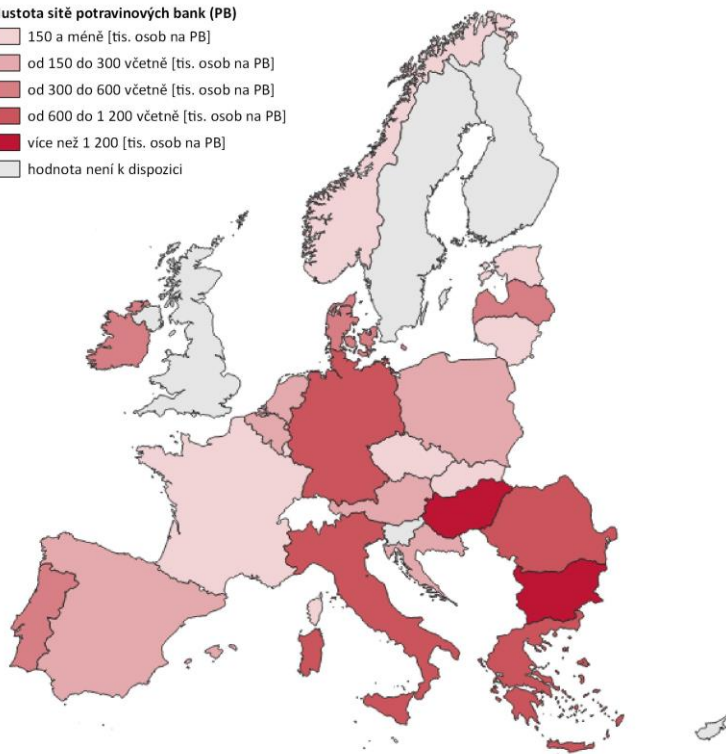 ustota sítě potravinových bank (PB)
150 a méně [tis. osob na PB]
od 150 do 300 včetně [tis. osob na PB]
od 300 do 600 včetně [tis. osob na PB]
od 600 do 1 200 včetně [tis. osob na PB]
více než 1 200 [tis. osob na PB]
hodnota není k dispozici